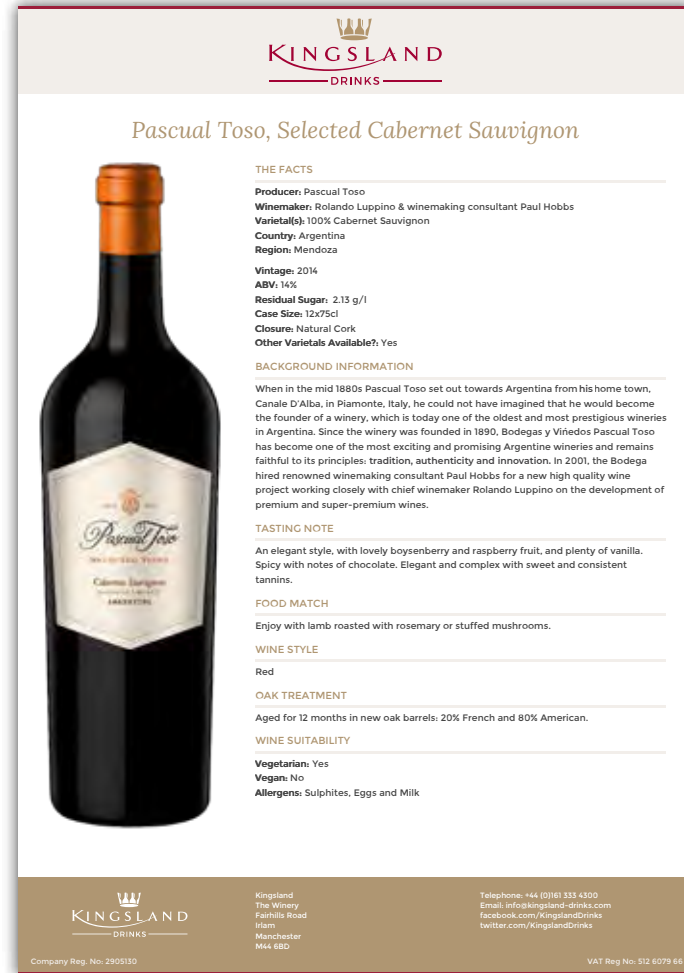 KINGSLAND
DRINKS
Pascual Toso, Selected Cabernet Sauvignon
THE FACTS
Producer: Pascual Toso
Winemaker: Rolando Luppino & winemaking consultant Paul Hobbs
Varietal(s): 100% Cabernet Sauvignon
Country: Argentina
Region: Mendoza
Vintage: 2014
ABV: 14%
Residual Sugar: 2.13 g/l
Case Size: 12x75cl
Closure: Natural Cork
Other Varietals Available?: Yes
BACKGROUND INFORMATION
When in the mid 1880s Pascual Toso set out towards Argentina from his home town,
Canale D'Alba, in Piamonte, Italy, he could not have imagined that he would become
the founder of a winery, which is today one of the oldest and most prestigious wineries
in Argentina. Since the winery was founded in 1890, Bodegas y Viñedos Pascual Toso
has become one of the most exciting and promising Argentine wineries and remains
faithful to its principles: tradition, authenticity and innovation. In 2001, the Bodega
hired renowned winemaking consultant Paul Hobbs for a new high quality wine
project working closely with chief winemaker Rolando Luppino on the development of
premium and super-premium wines.
TASTING NOTE
An elegant style, with lovely boysenberry and raspberry fruit, and plenty of vanilla.
Spicy with notes of chocolate. Elegant and complex with sweet and consistent
tannins.
FOOD MATCH
Enjoy with lamb roasted with rosemary or stuffed mushrooms.
WINE STYLE
Red
OAK TREATMENT
Aged for 12 months in new oak barrels: 20% French and 80% American.
WINE SUITABILITY
Vegetarian: Yes
Vegan: No
Allergens: Sulphites, Eggs and Milk
Pascual Toso
Cabernet Sauvignon
ARGENTINA
KINGSLAND
DRINKS
Kingsland
The Winery
Fairhills Road
Irlam
Manchester
M44 6BD
Telephone: +44 (0)161 333 4300
Email: info@kingsland-drinks.com
facebook.com/KingslandDrinks
twitter.com/KingslandDrinks
Company Reg. No: 2905130
VAT Reg No: 512 6079 66